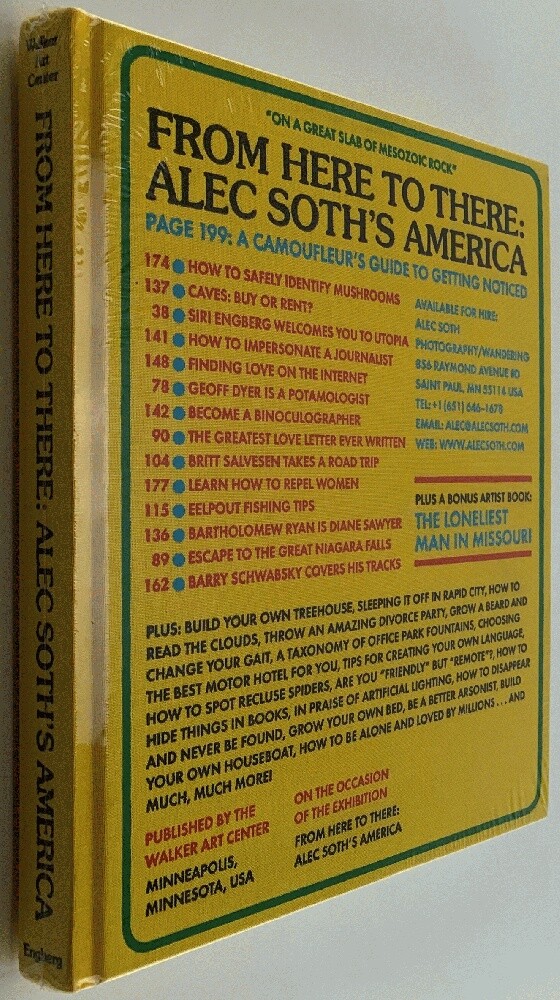 Walker
Art
Center
FROM HERE TO THERE: ALEC SOTH'S AMERICA
Engberg
"ON A GREAT SLAB OF MESOZOIC ROCK"
FROM HERE TO THERE:
ALEC SOTH'S AMERICA
PAGE 199: A CAMOUFLEUR'S GUIDE TO GETTING NOTICED
174 ● HOW TO SAFELY IDENTIFY MUSHROOMS
137 ● CAVES: BUY OR RENT?
38 ● SIRI ENGBERG WELCOMES YOU TO UTOPIA
141 ● HOW TO IMPERSONATE A JOURNALIST
148 ● FINDING LOVE ON THE INTERNET
78 ● GEOFF DYER IS A POTAMOLOGIST
142 ● BECOME A BINOCULOGRAPHER
90 ● THE GREATEST LOVE LETTER EVER WRITTEN
104 ● BRITT SALVESEN TAKES A ROAD TRIP
177 ● LEARN HOW TO REPEL WOMEN
115 ● EELPOUT FISHING TIPS
136 ● BARTHOLOMEW RYAN IS DIANE SAWYER
89 ● ESCAPE TO THE GREAT NIAGARA FALLS
162 ● BARRY SCHWABSKY COVERS HIS TRACKS
AVAILABLE FOR HIRE:
ALEC SOTH
PHOTOGRAPHY/WANDERING
856 RAYMOND AVENUE #D
SAINT PAUL, MN 55114 USA
TEL: +1 (651) 646-1678
EMAIL: ALEC@ALECSOTH.COM
WEB: WWW.ALECSOTH.COM
PLUS A BONUS ARTIST BOOK:
THE LONELIEST
MAN IN MISSOURI
PLUS: BUILD YOUR OWN TREEHOUSE, SLEEPING IT OFF IN RAPID CITY, HOW TO
READ THE CLOUDS, THROW AN AMAZING DIVORCE PARTY, GROW A BEARD AND
CHANGE YOUR GAIT, A TAXONOMY OF OFFICE PARK FOUNTAINS, CHOOSING
THE BEST MOTOR HOTEL FOR YOU, TIPS FOR CREATING YOUR OWN LANGUAGE,
HOW TO SPOT RECLUSE SPIDERS, ARE YOU "FRIENDLY" BUT "REMOTE"?, HOW TO
HIDE THINGS IN BOOKS, IN PRAISE OF ARTIFICIAL LIGHTING, HOW TO DISAPPEAR
AND NEVER BE FOUND, GROW YOUR OWN BED, BE A BETTER ARSONIST, BUILD
YOUR OWN HOUSEBOAT, HOW TO BE ALONE AND LOVED BY MILLIONS . . . AND
MUCH, MUCH MORE!
PUBLISHED BY THE
WALKER ART CENTER
MINNEAPOLIS,
MINNESOTA, USA
ON THE OCCASION
OF THE EXHIBITION
FROM HERE TO THERE:
ALEC SOTH'S AMERICA